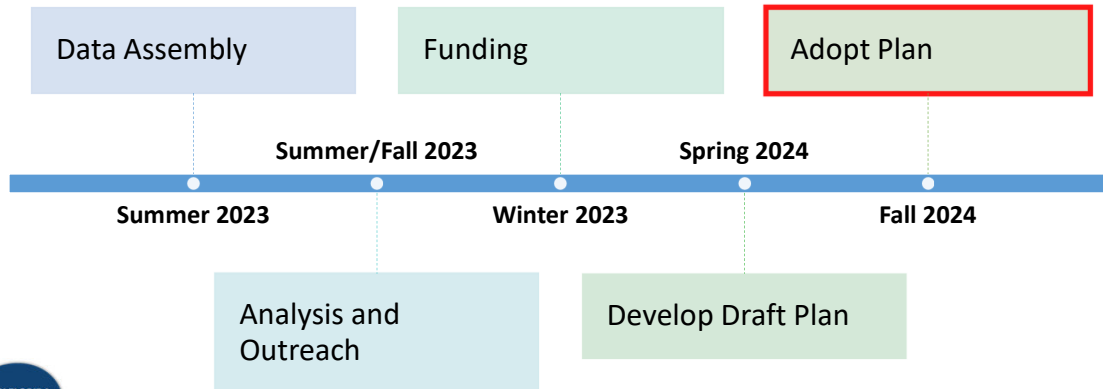 Data Assembly
Funding
Adopt Plan
Summer/Fall 2023
Spring 2024
Summer 2023
Winter 2023
Fall 2024
Analysis and
Outreach
Develop Draft Plan